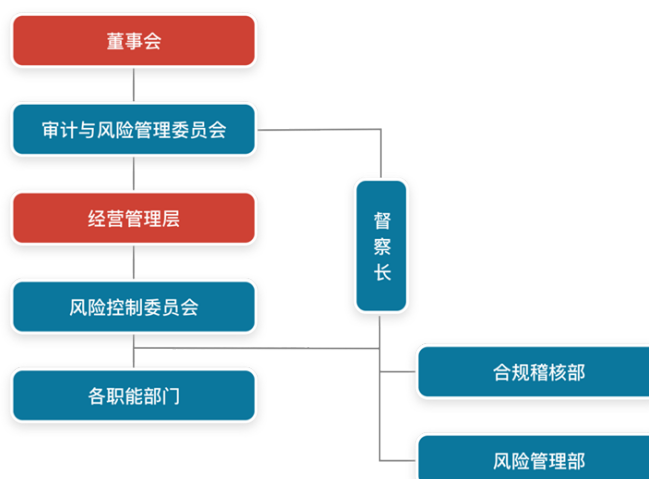 董事会
审计与风险管理委员会
经营管理层
督察长
风险控制委员会
合规稽核部
各职能部门
风险管理部